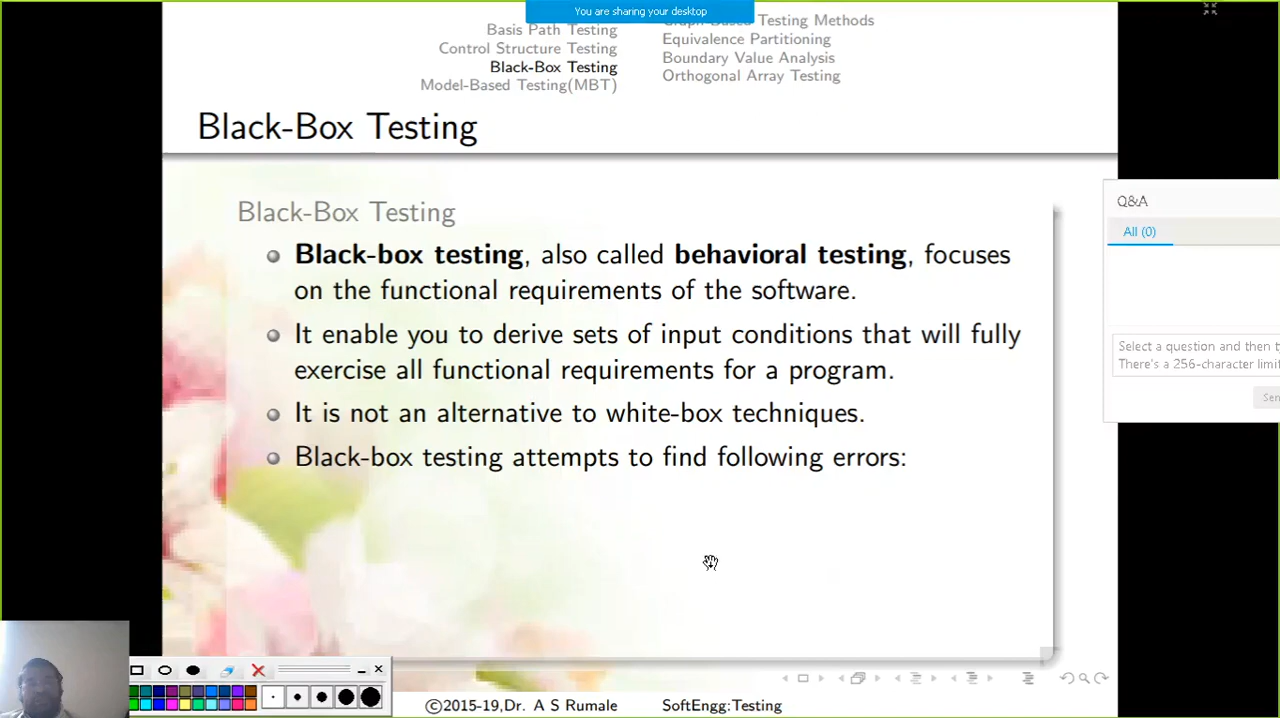 You are sharing your desktop
Basis Path Testing
Control Structure Testing
Black-Box Testing
Model-Based Testing(MBT)
Graph-Based Testing Methods
Equivalence Partitioning
Boundary Value Analysis
Orthogonal Array Testing
Black-Box Testing
Black-Box Testing
Black-box testing, also called behavioral testing, focuses
on the functional requirements of the software.
It enable you to derive sets of input conditions that will fully
exercise all functional requirements for a program.
It is not an alternative to white-box techniques.
Black-box testing attempts to find following errors:
Q&A
All (0)
Select a question and then t
There's a 256-character limi
Sen
©2015-19,Dr. A S Rumale
SoftEngg:Testing